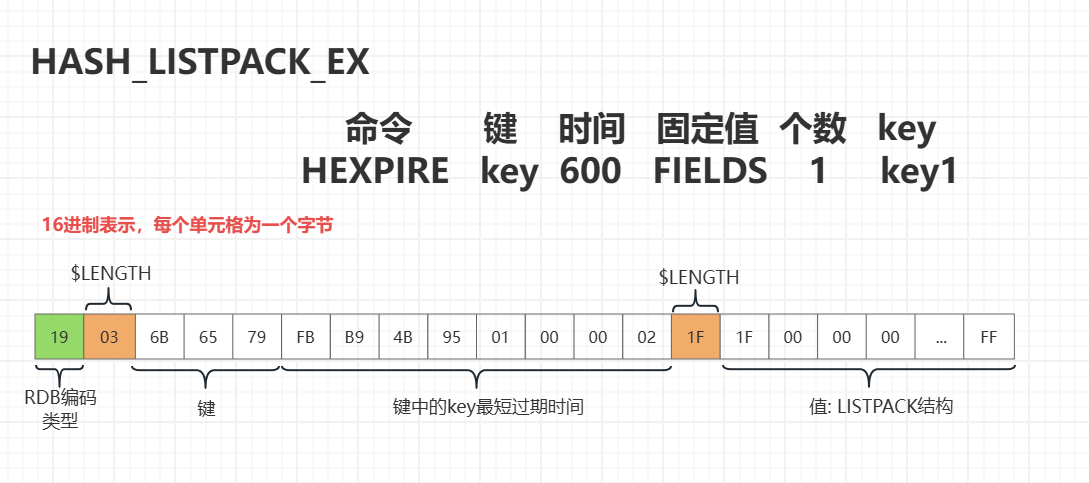 HASH_LISTPACK_EX
命令 键 时间 固定值 个数 key
HEXPIRE key 600 FIELDS 1 key1
16进制表示，每个单元格为一个字节
$LENGTH $LENGTH
19 03 6B 65 79 FB B9 4B 95 01 00 00 02 1F 1F 00 00 00 ... FF
RDB编码
类型
键
键中的key最短过期时间
值: LISTPACK结构